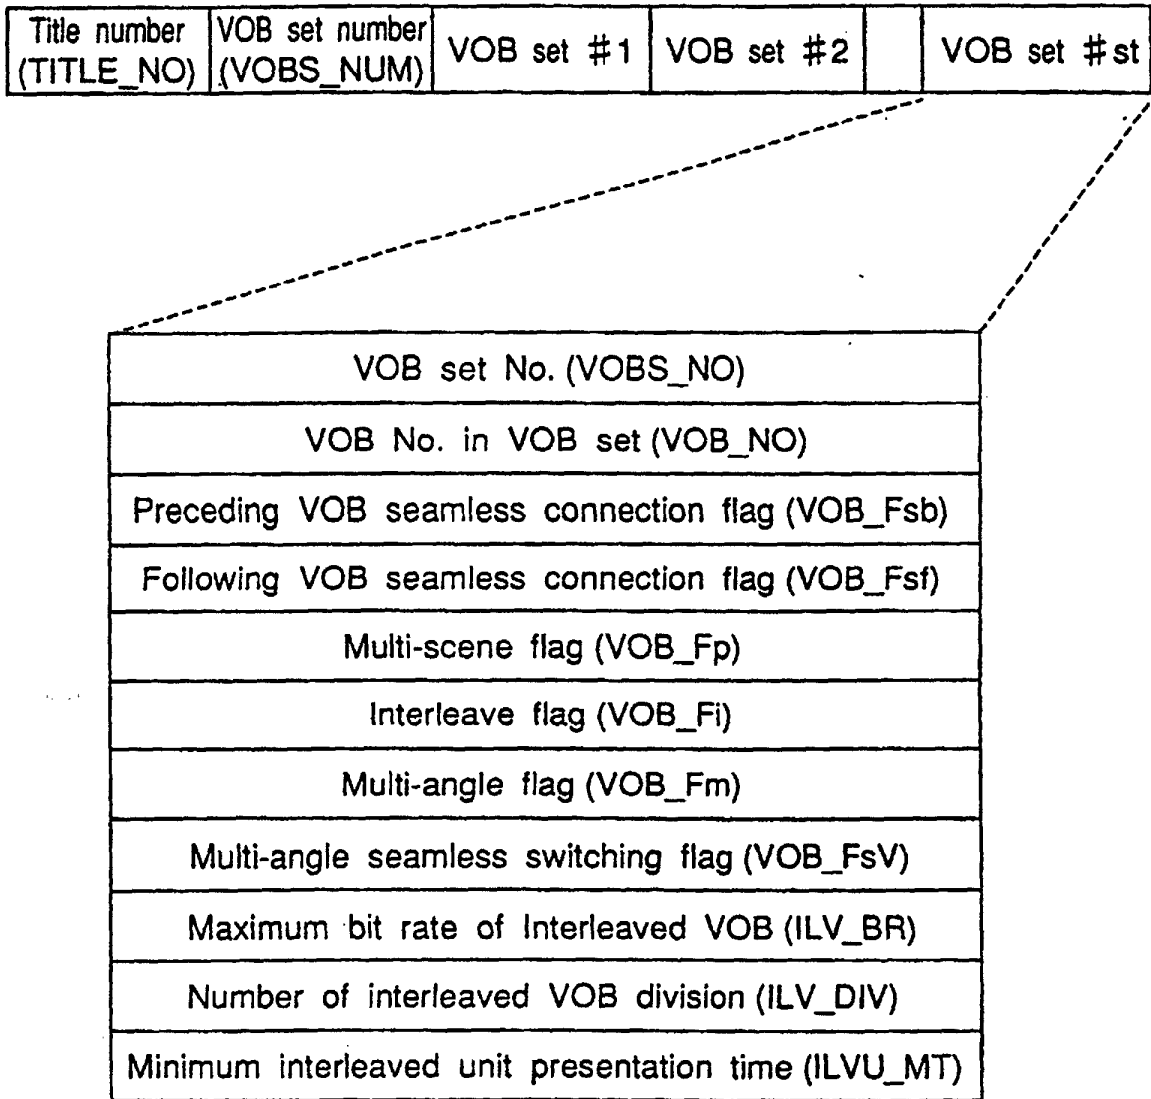 Title number
(TITLE_NO)
VOB set number
(VOBS_NUM)
VOB set #1
VOB set #2
VOB set #st
VOB set No. (VOBS_NO)
VOB No. in VOB set (VOB_NO)
Preceding VOB seamless connection flag (VOB_Fsb)
Following VOB seamless connection flag (VOB_Fsf)
Multi-scene flag (VOB_Fp)
Interleave flag (VOB_Fi)
Multi-angle flag (VOB_Fm)
Multi-angle seamless switching flag (VOB_FsV)
Maximum bit rate of Interleaved VOB (ILV_BR)
Number of interleaved VOB division (ILV_DIV)
Minimum interleaved unit presentation time (ILVU_MT)